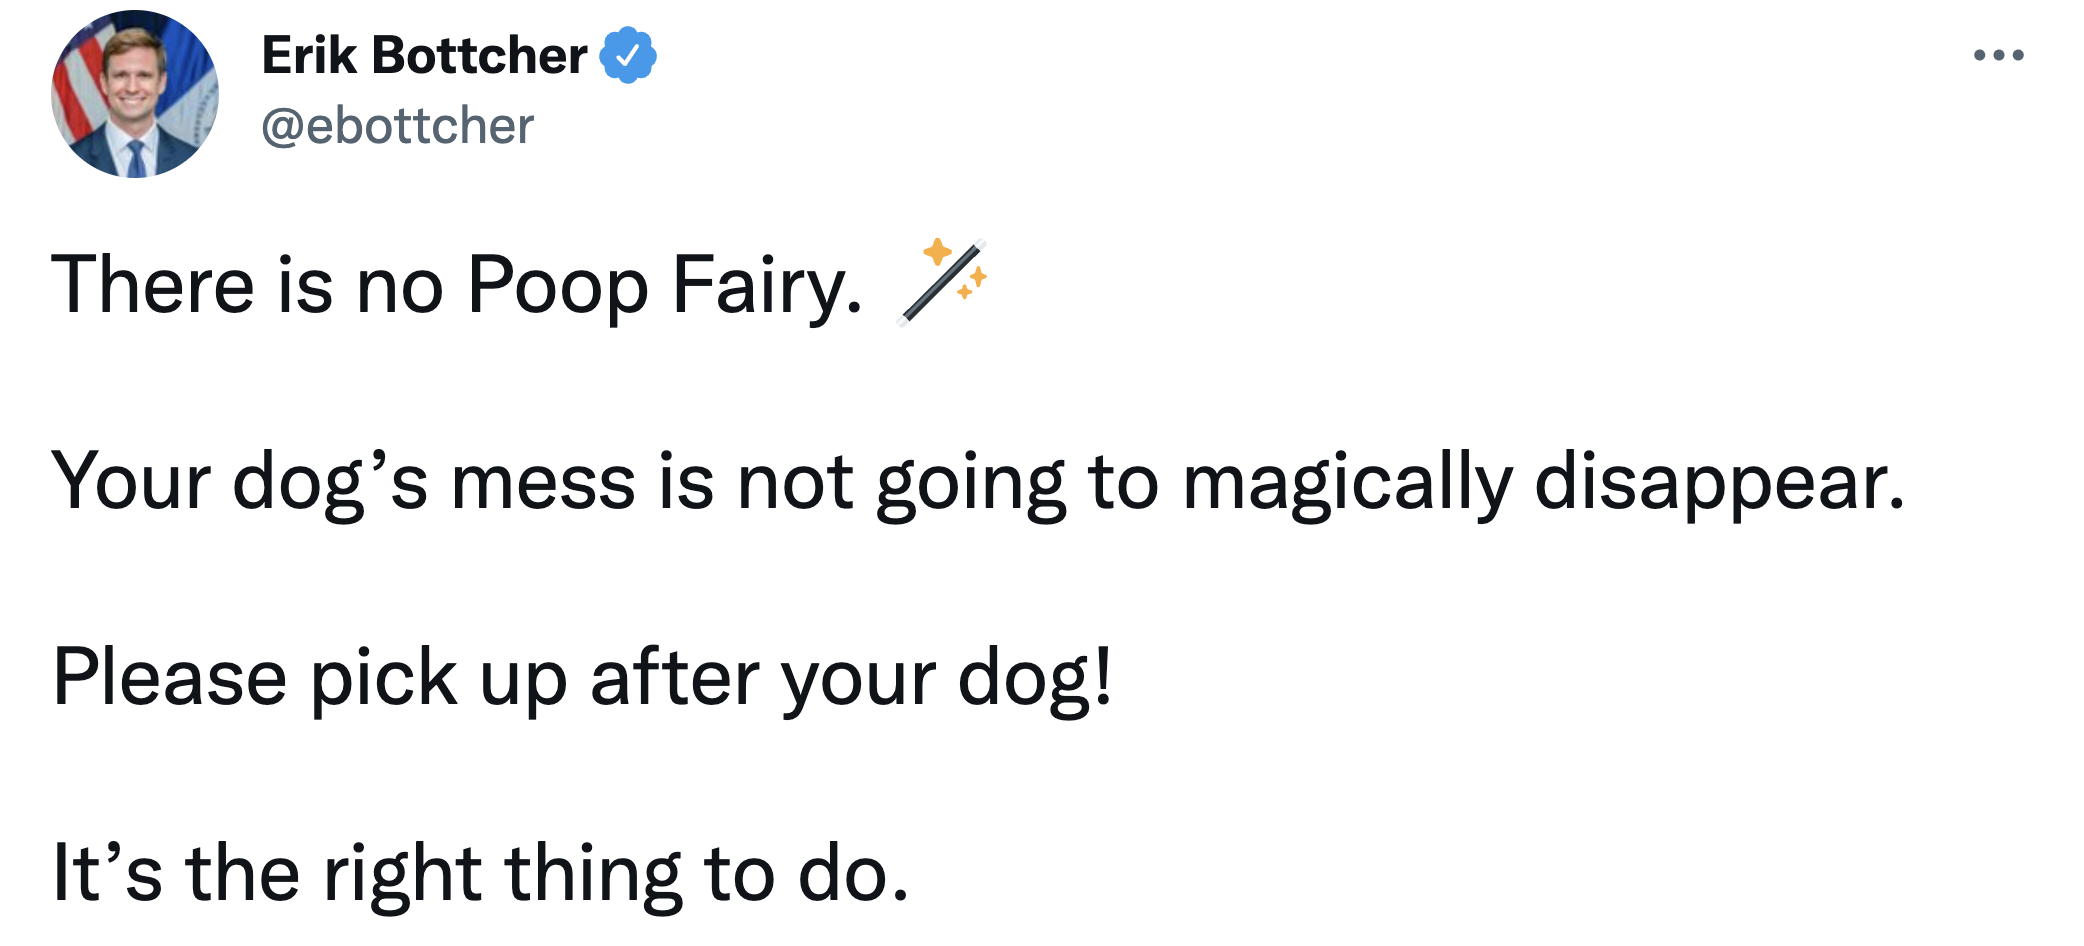 Erik Bottcher
@ebottcher
There is no Poop Fairy. 🪄
Your dog’s mess is not going to magically disappear.
Please pick up after your dog!
It’s the right thing to do.